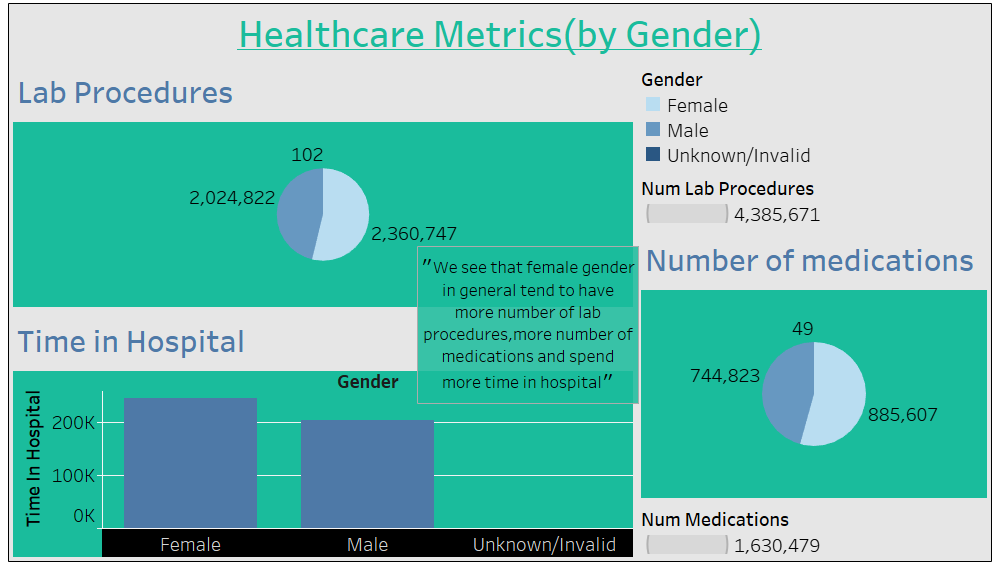 Healthcare Metrics(by Gender)
Lab Procedures
102
2,024,822
2,360,747
Gender
Female
Male
Unknown/Invalid
Num Lab Procedures
4,385,671
"We see that female gender
in general tend to have
more number of lab
procedures,more number of
medications and spend
more time in hospital"
Number of medications
49
744,823
885,607
Num Medications
1,630,479
Time in Hospital
Gender
Time In Hospital
200K
100K
0K
Female
Male
Unknown/Invalid